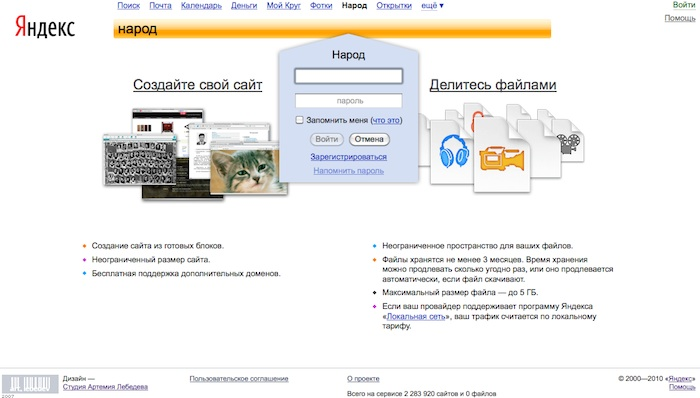 Поиск Почта Календарь Деньги Мой Круг Фотки Народ Открытки ещё ▼
Войти
Помощь
Яндекс
народ
Народ
Создайте свой сайт
Делитесь файлами
пароль
Запомнить меня (что это)
Войти Отмена
Зарегистрироваться
Напомнить пароль
Создание сайта из готовых блоков.
Неограниченный размер сайта.
Бесплатная поддержка дополнительных доменов.
Неограниченное пространство для ваших файлов.
Файлы хранятся не менее 3 месяцев. Время хранения
можно продлевать сколько угодно раз, или оно продлевается
автоматически, если файл скачивают.
Максимальный размер файла — до 5 ГБ.
Если ваш провайдер поддерживает программу Яндекса
«Локальная сеть», ваш трафик считается по локальному
тарифу.
Дизайн —
Студия Артемия Лебедева
2007
Пользовательское соглашение
О проекте
Всего на сервисе 2 283 920 сайтов и 0 файлов
© 2000—2010 «Яндекс»
Помощь